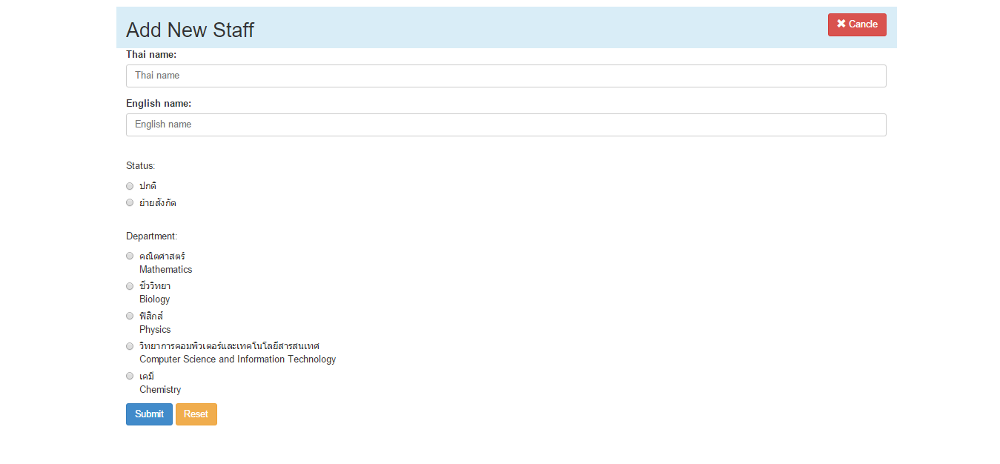 Add New Staff
Cancle
Thai name:
Thai name
English name:
English name
Status:
ปกติ
ย้ายสังกัด
Department:
คณิตศาสตร์
Mathematics
ชีววิทยา
Biology
ฟิสิกส์
Physics
วิทยาการคอมพิวเตอร์และเทคโนโลยีสารสนเทศ
Computer Science and Information Technology
เคมี
Chemistry
Submit Reset